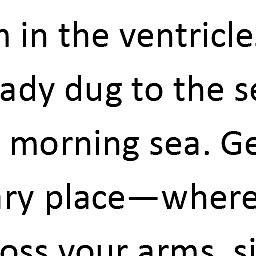 in the ventricle.
ady dug to the se
morning sea. Ge
ry place—where
oss your arms, si